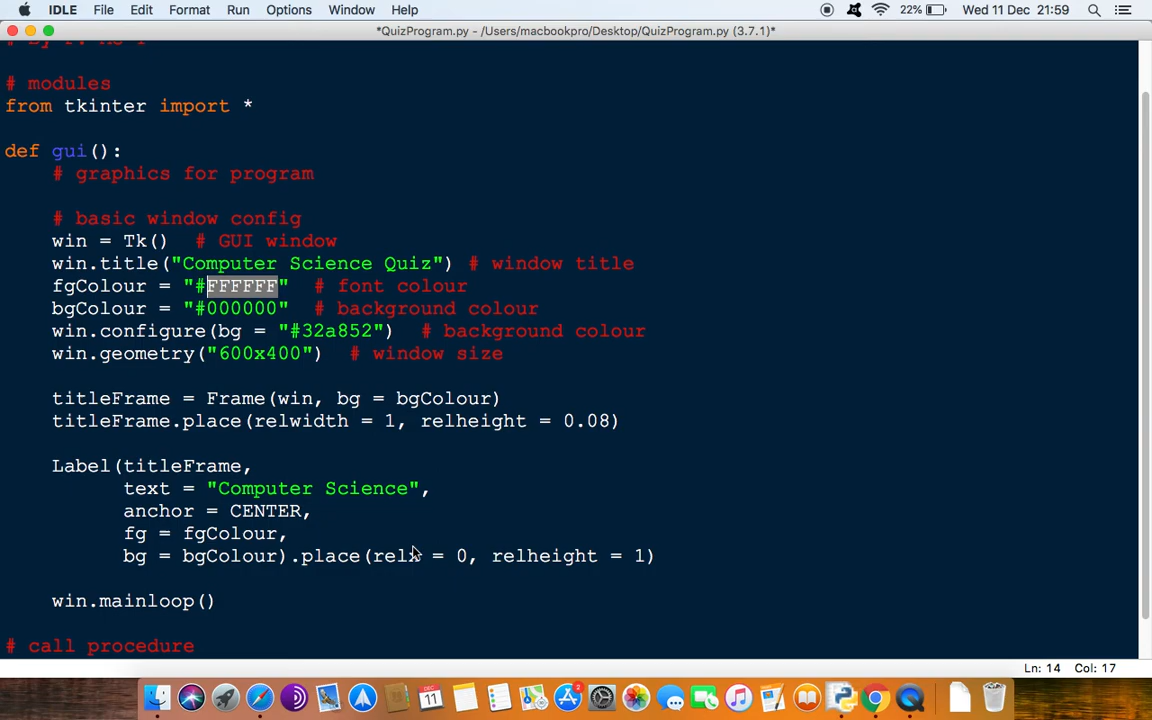 IDLE File Edit Format Run Options Window Help 22% Wed 11 Dec 21:59
*QuizProgram.py - /Users/macbookpro/Desktop/QuizProgram.py (3.7.1)*
# modules
from tkinter import *
def gui():
# graphics for program
# basic window config
win = Tk() # GUI window
win.title("Computer Science Quiz") # window title
fgColour = "#FFFFFF" # font colour
bgColour = "#000000" # background colour
win.configure(bg = "#32a852") # background colour
win.geometry("600x400") # window size
titleFrame = Frame(win, bg = bgColour)
titleFrame.place(relwidth = 1, relheight = 0.08)
Label(titleFrame,
text = "Computer Science",
anchor = CENTER,
fg = fgColour,
bg = bgColour).place(relx = 0, relheight = 1)
win.mainloop()
# call procedure
Ln: 14 Col: 17